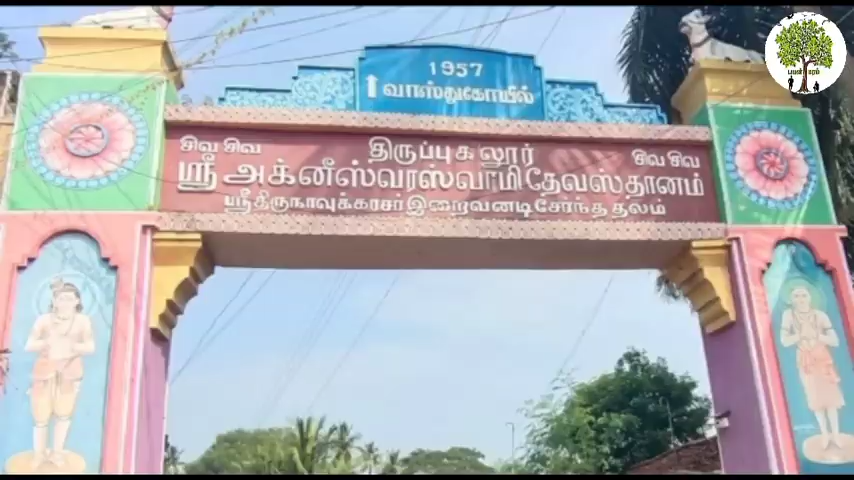 1957
வாஸ்துகோயில்
சிவ சிவ திருப்புகலூர் சிவ சிவ
ஸ்ரீ அக்னீஸ்வரஸ்வாமி தேவஸ்தானம்
ஸ்ரீதிருநாவுக்கரசர் இறைவனடி சேர்ந்த தலம்